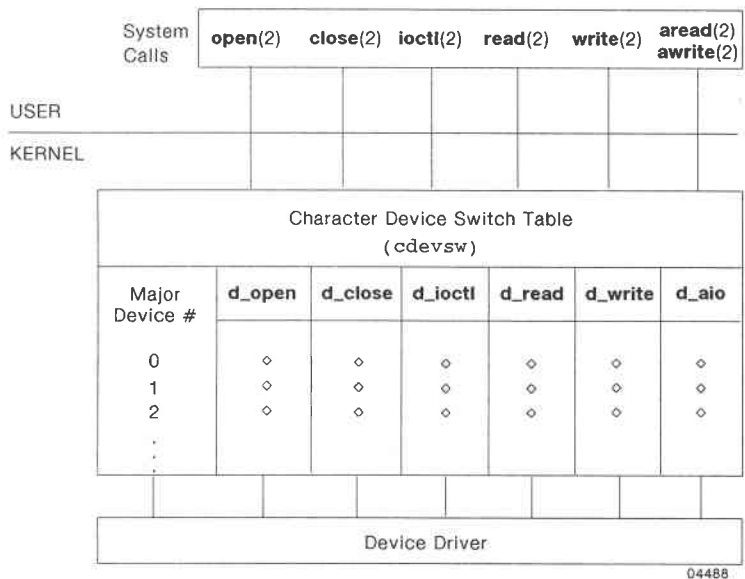 System Calls
open(2) close(2) ioctl(2) read(2) write(2) aread(2) awrite(2)
USER
KERNEL
Character Device Switch Table
(cdevsw)
Major Device # d_open d_close d_ioctl d_read d_write d_aio
0 ◇ ◇ ◇ ◇ ◇ ◇
1 ◇ ◇ ◇ ◇ ◇ ◇
2 ◇ ◇ ◇ ◇ ◇ ◇
.
.
.
Device Driver
04488